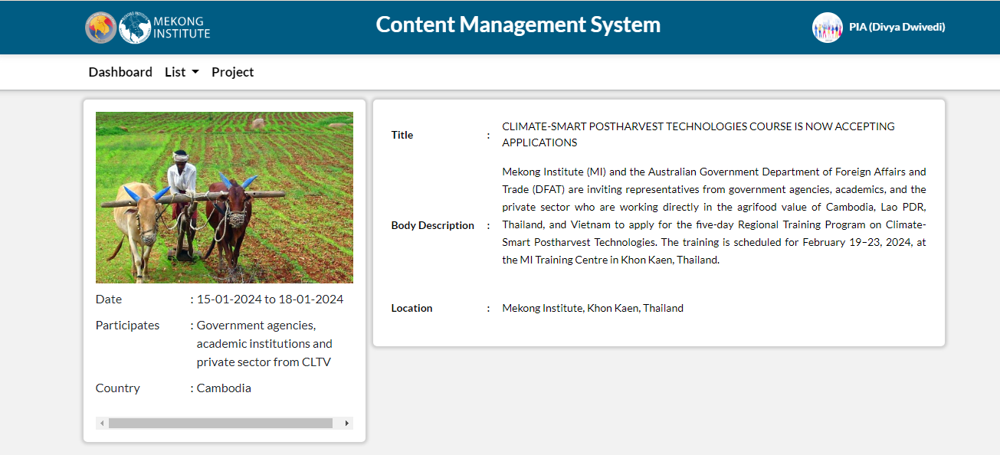 MEKONG
INSTITUTE
Content Management System
PIA (Divya Dwivedi)
Dashboard List Project
Date : 15-01-2024 to 18-01-2024
Participates : Government agencies,
academic institutions and
private sector from CLTV
Country : Cambodia
Title : CLIMATE-SMART POSTHARVEST TECHNOLOGIES COURSE IS NOW ACCEPTING
APPLICATIONS
Body Description : Mekong Institute (MI) and the Australian Government Department of Foreign Affairs and
Trade (DFAT) are inviting representatives from government agencies, academics, and the
private sector who are working directly in the agrifood value of Cambodia, Lao PDR,
Thailand, and Vietnam to apply for the five-day Regional Training Program on Climate-
Smart Postharvest Technologies. The training is scheduled for February 19–23, 2024, at
the MI Training Centre in Khon Kaen, Thailand.
Location : Mekong Institute, Khon Kaen, Thailand